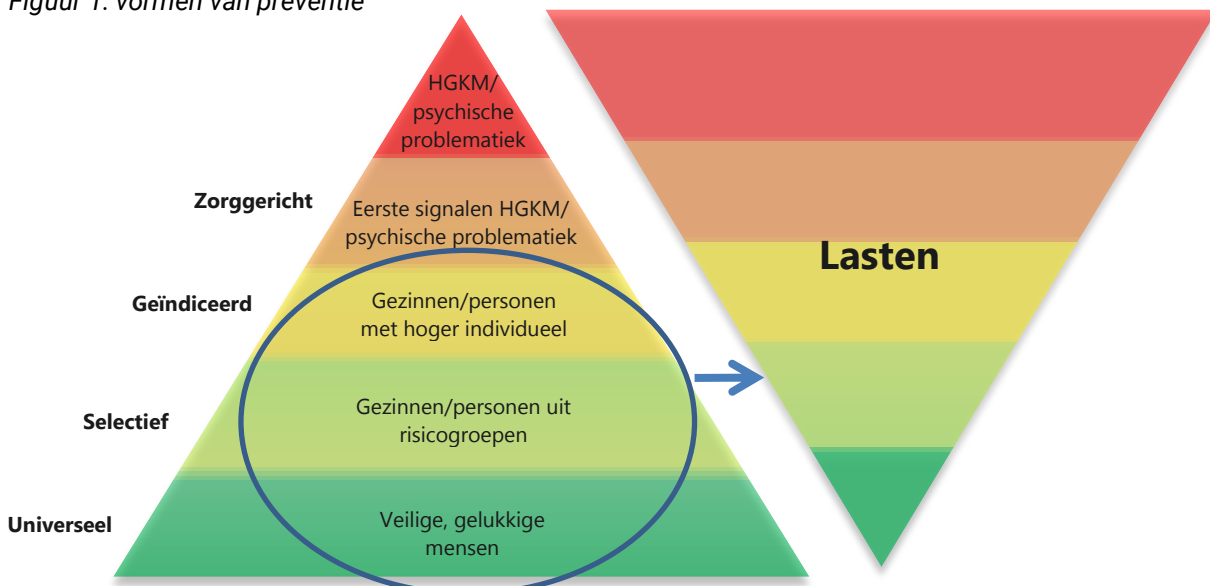 Figuur 1: vormen van preventie
HGKM/
psychische
problematiek
Zorggericht
Eerste signalen HGKM/
psychische problematiek
Geïndiceerd
Gezinnen/personen
met hoger individueel
Lasten
Selectief
Gezinnen/personen uit
risicogroepen
Universeel
Veilige, gelukkige
mensen